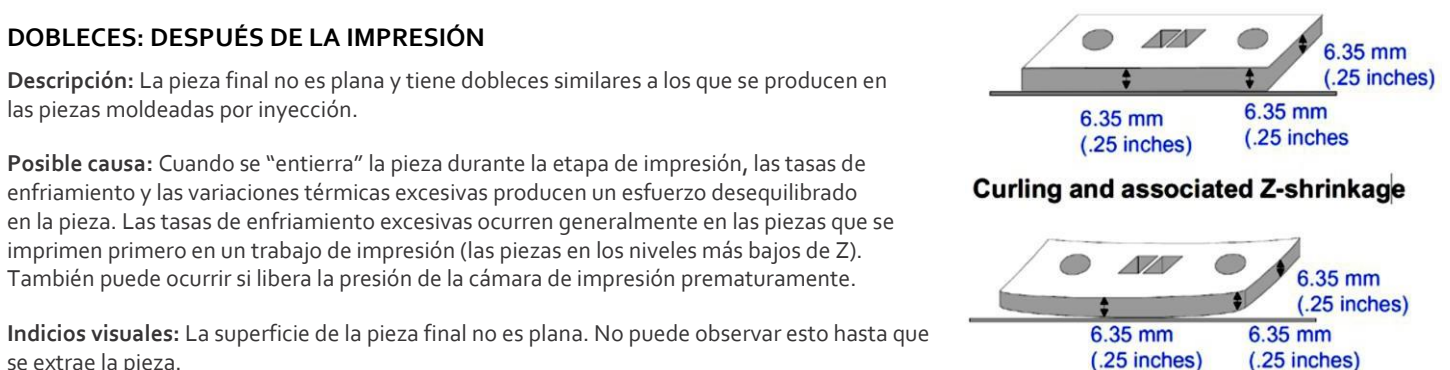 DOBLECES: DESPUÉS DE LA IMPRESIÓN
Descripción: La pieza final no es plana y tiene dobleces similares a los que se producen en
las piezas moldeadas por inyección.
Posible causa: Cuando se “entierra” la pieza durante la etapa de impresión, las tasas de
enfriamiento y las variaciones térmicas excesivas producen un esfuerzo desequilibrado
en la pieza. Las tasas de enfriamiento excesivas ocurren generalmente en las piezas que se
imprimen primero en un trabajo de impresión (las piezas en los niveles más bajos de Z).
También puede ocurrir si libera la presión de la cámara de impresión prematuramente.
Indicios visuales: La superficie de la pieza final no es plana. No puede observar esto hasta que
se extrae la pieza.
6.35 mm
(.25 inches)
6.35 mm
(.25 inches)
6.35 mm
(.25 inches
Curling and associated Z-shrinkage
6.35 mm
(.25 inches)
6.35 mm
(.25 inches)
6.35 mm
(.25 inches)